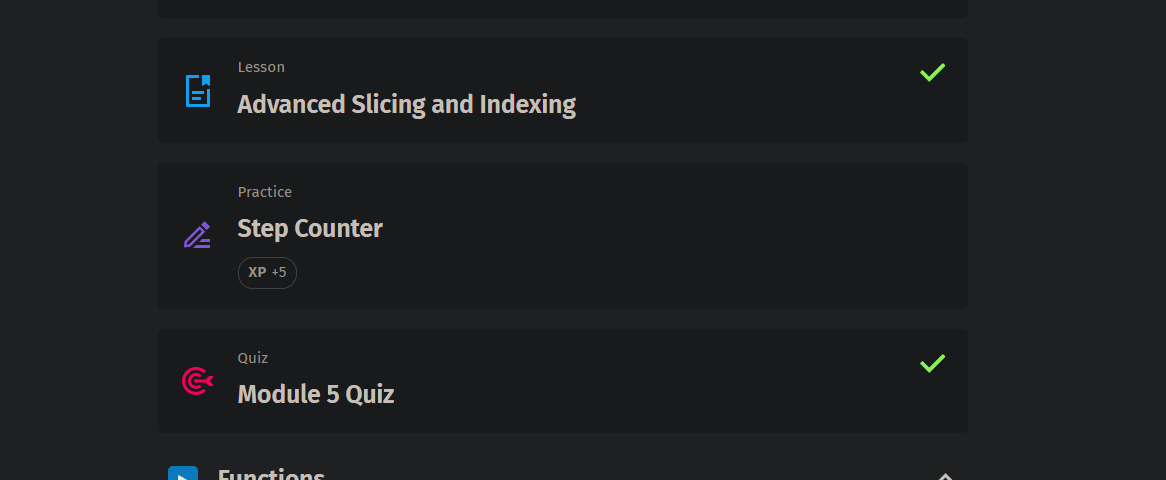 Lesson
Advanced Slicing and Indexing
Practice
Step Counter
XP +5
Quiz
Module 5 Quiz
Functions